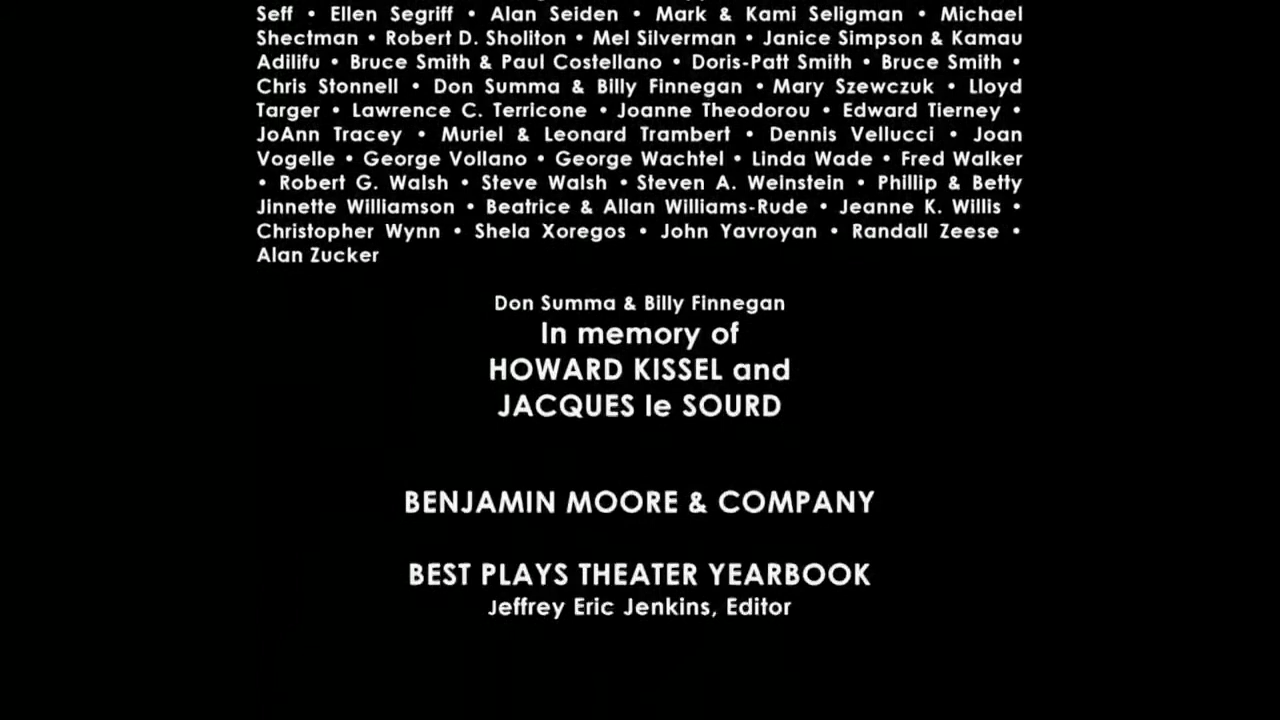 Seff • Ellen Segriff • Alan Seiden • Mark & Kami Seligman • Michael
Shectman • Robert D. Sholiton • Mel Silverman • Janice Simpson & Kamau
Adilifu • Bruce Smith & Paul Costellano • Doris-Patt Smith • Bruce Smith •
Chris Stonnell • Don Summa & Billy Finnegan • Mary Szewczuk • Lloyd
Targer • Lawrence C. Terricone • Joanne Theodorou • Edward Tierney •
JoAnn Tracey • Muriel & Leonard Trambert • Dennis Vellucci • Joan
Vogelle • George Vollano • George Wachtel • Linda Wade • Fred Walker
• Robert G. Walsh • Steve Walsh • Steven A. Weinstein • Phillip & Betty
Jinnette Williamson • Beatrice & Allan Williams-Rude • Jeanne K. Willis •
Christopher Wynn • Shela Xoregos • John Yavroyan • Randall Zeese •
Alan Zucker
Don Summa & Billy Finnegan
In memory of
HOWARD KISSEL and
JACQUES le SOURD
BENJAMIN MOORE & COMPANY
BEST PLAYS THEATER YEARBOOK
Jeffrey Eric Jenkins, Editor